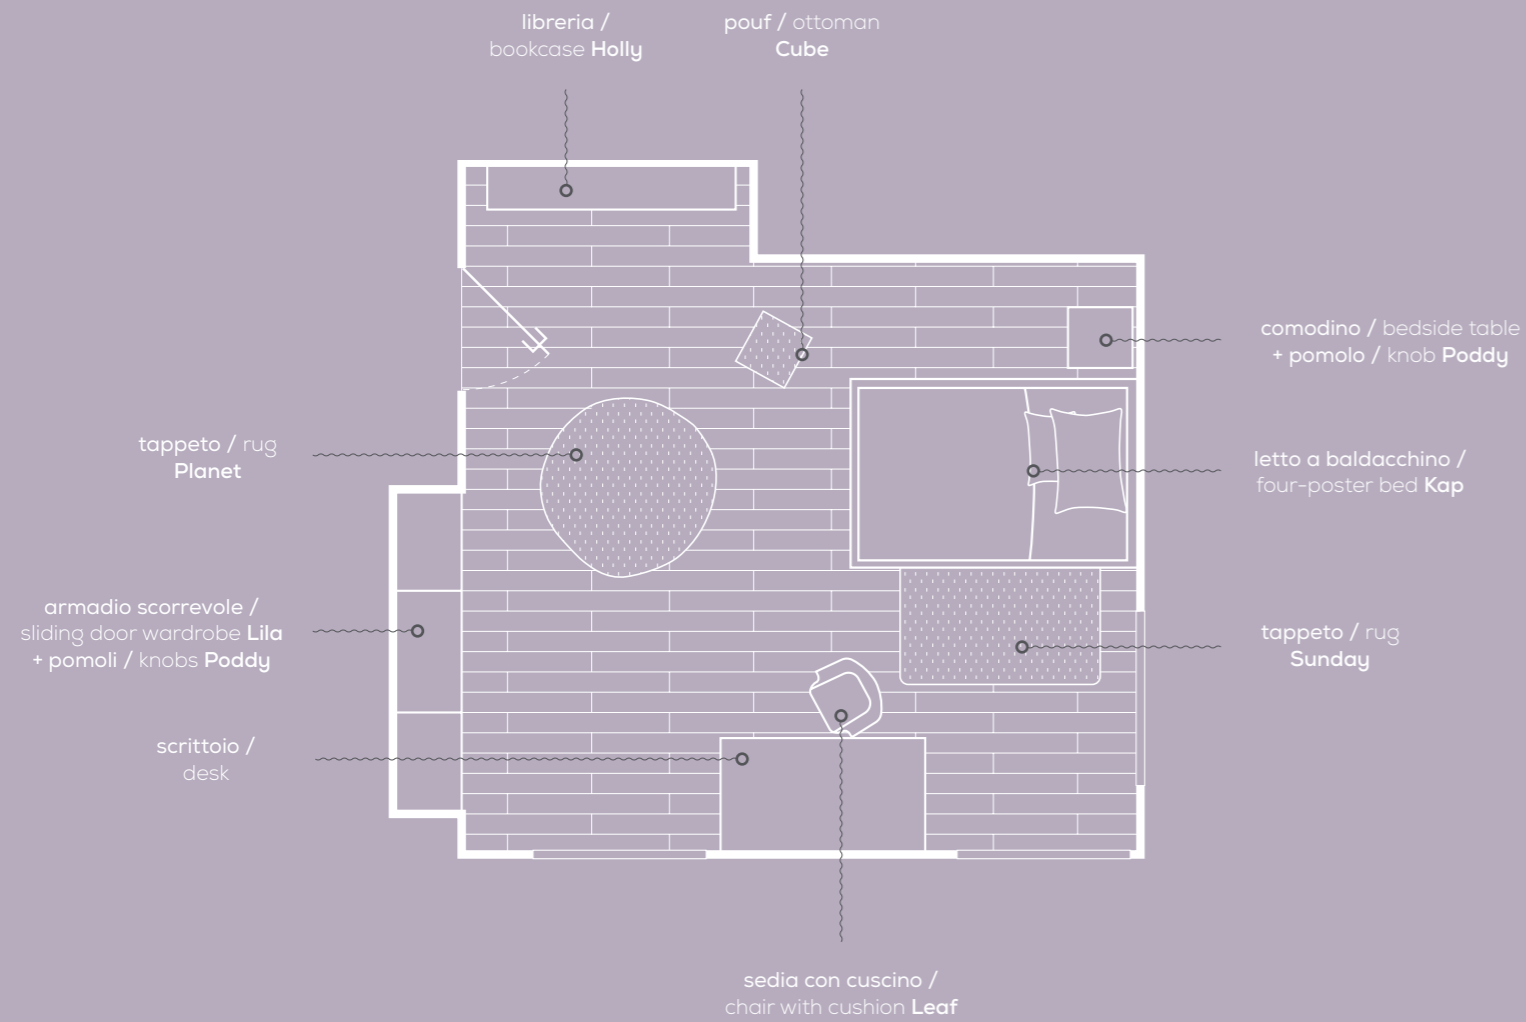 libreria /
bookcase Holly
pouf / ottoman
Cube
comodino / bedside table
+ pomolo / knob Poddy
tappeto / rug
Planet
letto a baldacchino /
four-poster bed Kap
armadio scorrevole /
sliding door wardrobe Lila
+ pomoli / knobs Poddy
tappeto / rug
Sunday
scrittoio /
desk
sedia con cuscino /
chair with cushion Leaf